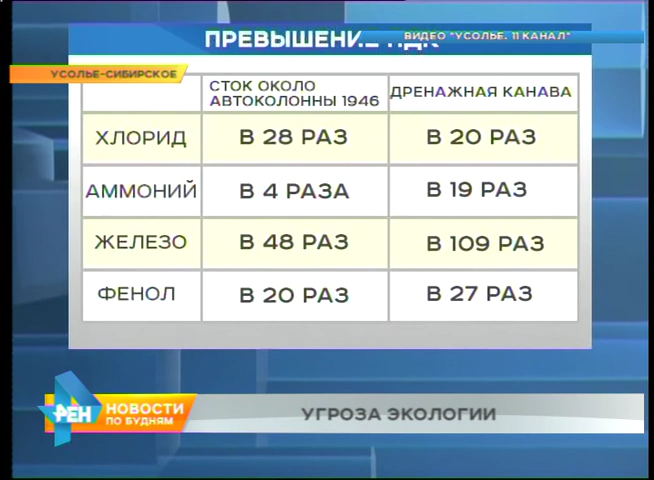 ПРЕВЫШЕНИЕ ПДК
ВИДЕО "УСОЛЬЕ. 11 КАНАЛ"
УСОЛЬЕ-СИБИРСКОЕ
СТОК ОКОЛО
АВТОКОЛОННЫ 1946
ДРЕНАЖНАЯ КАНАВА
ХЛОРИД
В 28 РАЗ
В 20 РАЗ
АММОНИЙ
В 4 РАЗА
В 19 РАЗ
ЖЕЛЕЗО
В 48 РАЗ
В 109 РАЗ
ФЕНОЛ
В 20 РАЗ
В 27 РАЗ
РЕН
НОВОСТИ
ПО БУДНЯМ
УГРОЗА ЭКОЛОГИИ